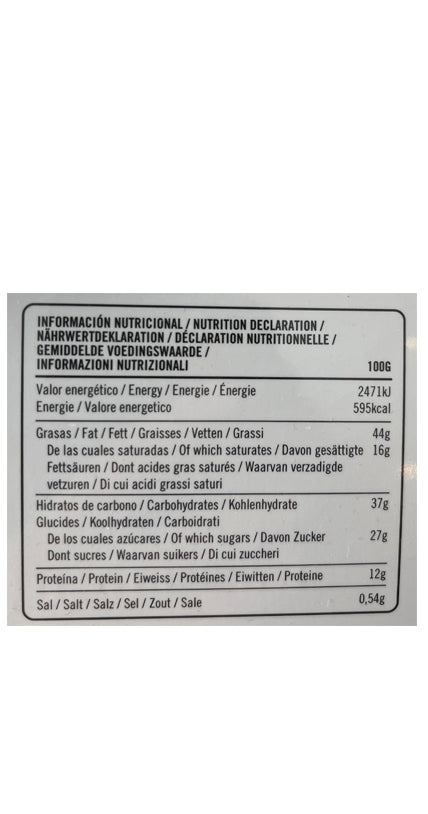 INFORMACIÓN NUTRICIONAL / NUTRITION DECLARATION /
NÄHRWERTDEKLARATION / DÉCLARATION NUTRITIONNELLE /
GEMIDDELDE VOEDINGSWAARDE /
INFORMAZIONI NUTRIZIONALI 100G
Valor energético / Energy / Energie / Énergie 2471kJ
Energie / Valore energetico 595kcal
Grasas / Fat / Fett / Graisses / Vetten / Grassi 44g
De las cuales saturadas / Of which saturates / Davon gesättigte 16g
Fettsäuren / Dont acides gras saturés / Waarvan verzadigde
vetzuren / Di cui acidi grassi saturi
Hidratos de carbono / Carbohydrates / Kohlenhydrate 37g
Glucides / Koolhydraten / Carboidrati
De los cuales azúcares / Of which sugars / Davon Zucker 27g
Dont sucres / Waarvan suikers / Di cui zuccheri
Proteína / Protein / Eiweiss / Protéines / Eiwitten / Proteine 12g
Sal / Salt / Salz / Sel / Zout / Sale 0,54g